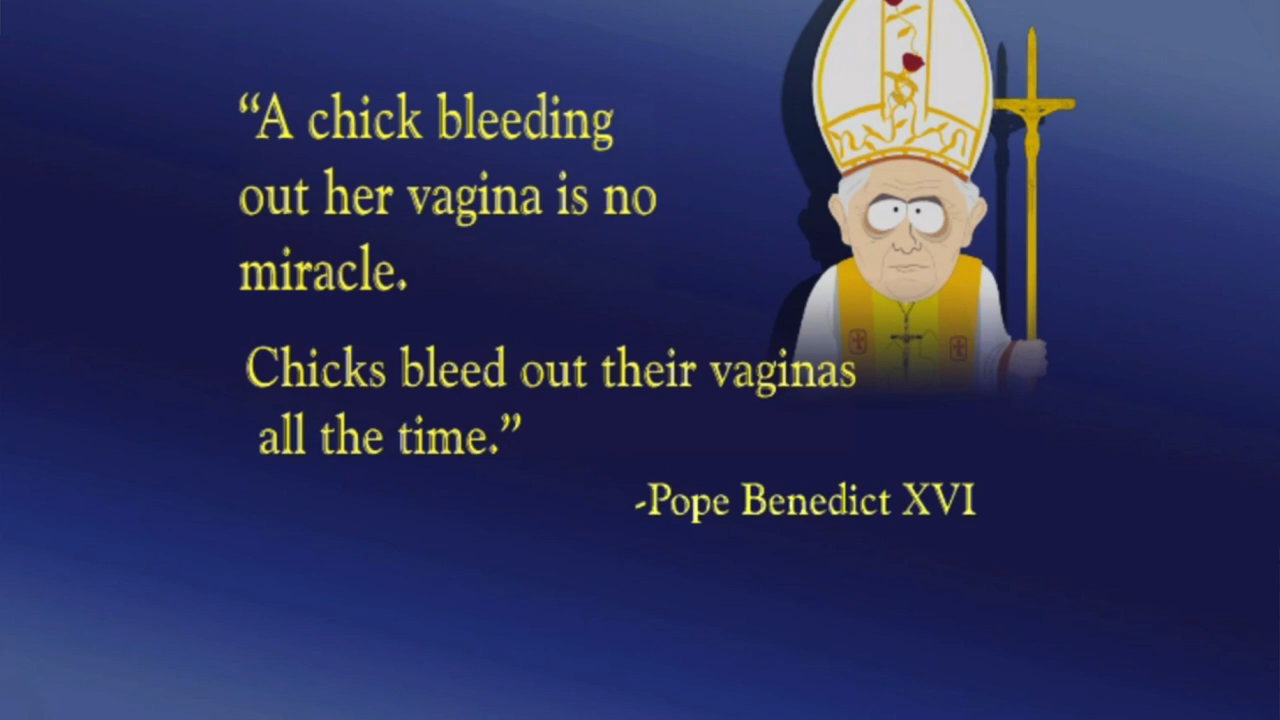 “A chick bleeding
out her vagina is no
miracle.
Chicks bleed out their vaginas
all the time.”
-Pope Benedict XVI